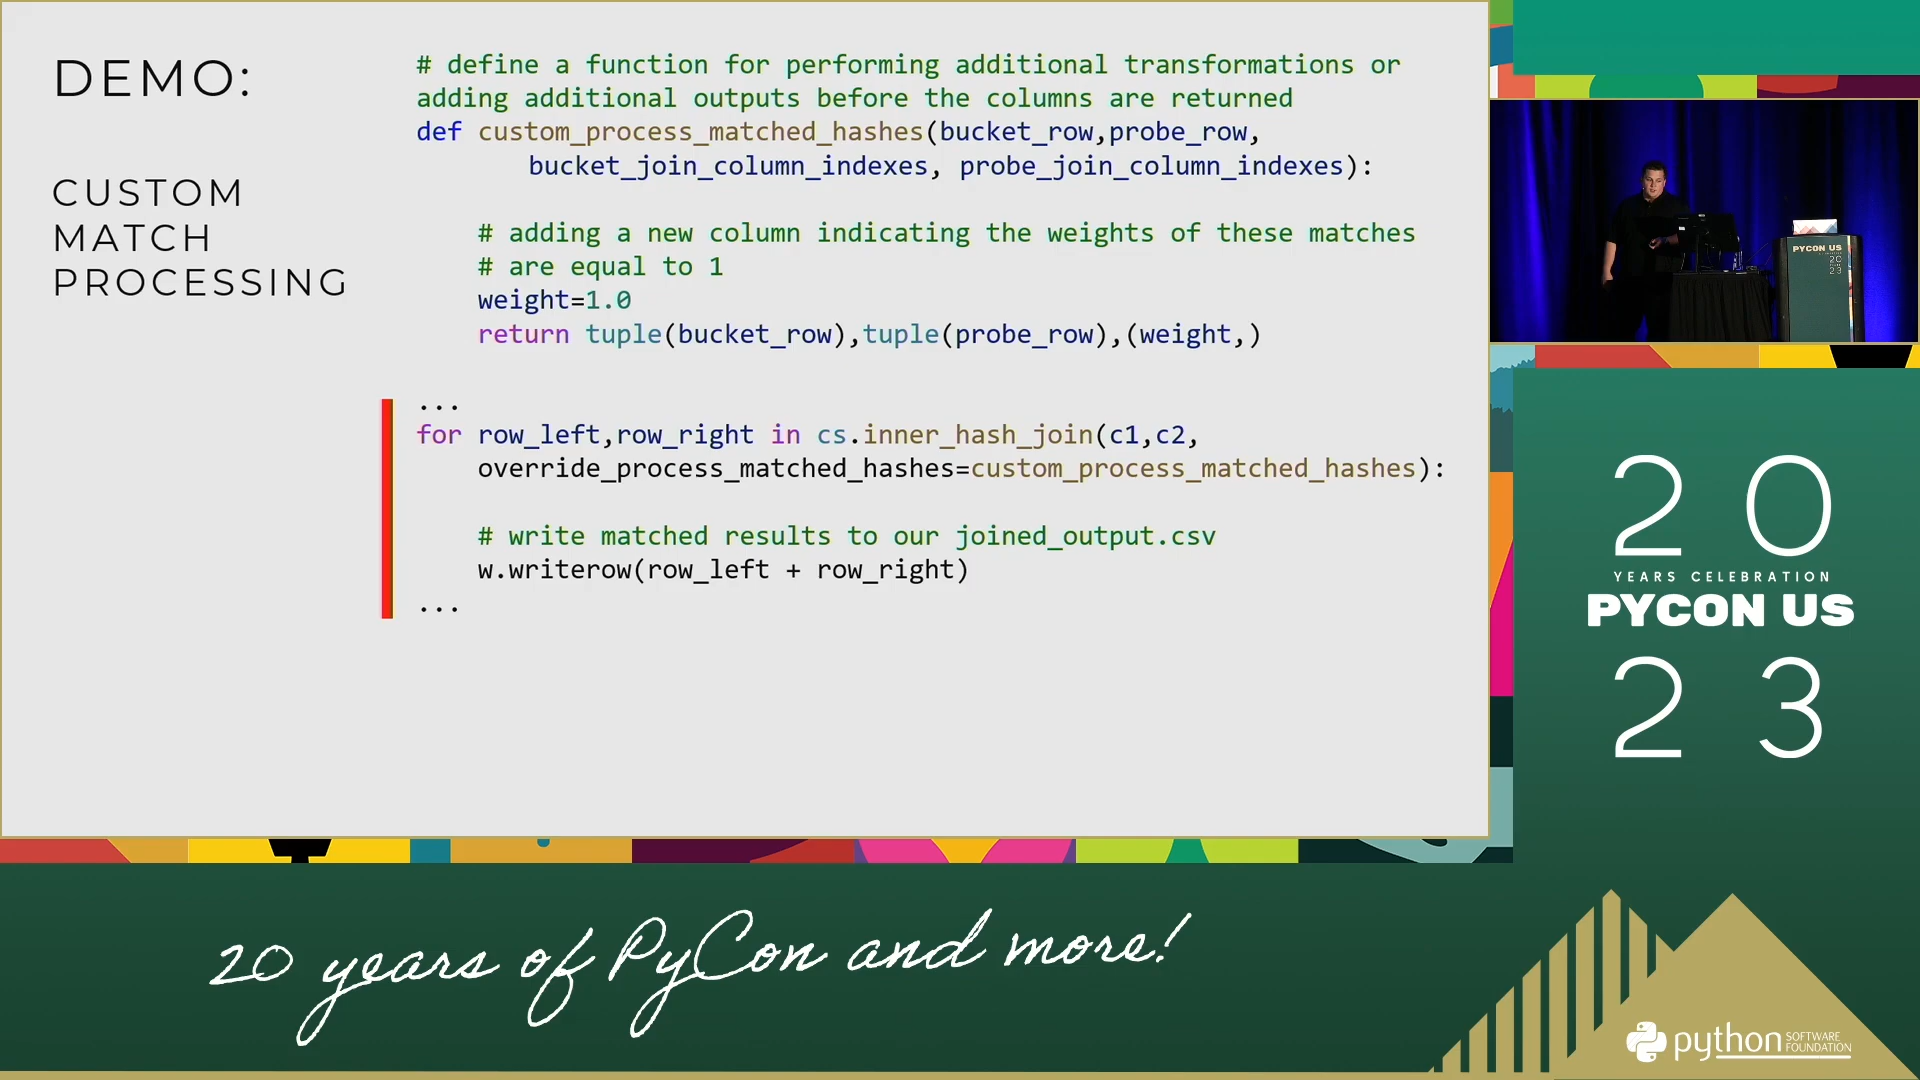 DEMO:
CUSTOM
MATCH
PROCESSING
# define a function for performing additional transformations or
adding additional outputs before the columns are returned
def custom_process_matched_hashes(bucket_row,probe_row,
bucket_join_column_indexes, probe_join_column_indexes):
# adding a new column indicating the weights of these matches
# are equal to 1
weight=1.0
return tuple(bucket_row),tuple(probe_row),(weight,)
...
for row_left,row_right in cs.inner_hash_join(c1,c2,
override_process_matched_hashes=custom_process_matched_hashes):
# write matched results to our joined_output.csv
w.writerow(row_left + row_right)
...
PYCON US
20
23
20
YEARS CELEBRATION
PYCON US
23
20 years of PyCon and more!
python SOFTWARE
FOUNDATION